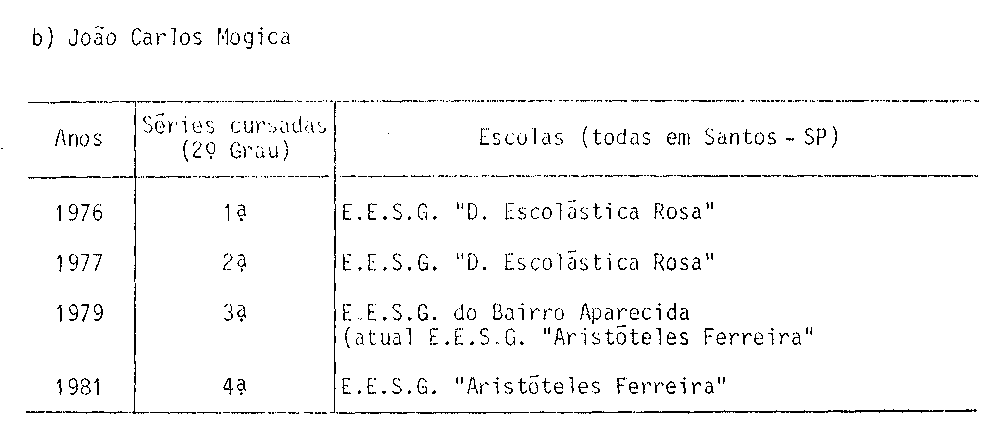 b) João Carlos Mogica
Anos
Séries cursadas
(2º Grau)
Escolas (todas em Santos - SP)
1976 1ª E.E.S.G. "D. Escolástica Rosa"
1977 2ª E.E.S.G. "D. Escolástica Rosa"
1979 3ª E.E.S.G. do Bairro Aparecida
(atual E.E.S.G. "Aristóteles Ferreira"
1981 4ª E.E.S.G. "Aristóteles Ferreira"